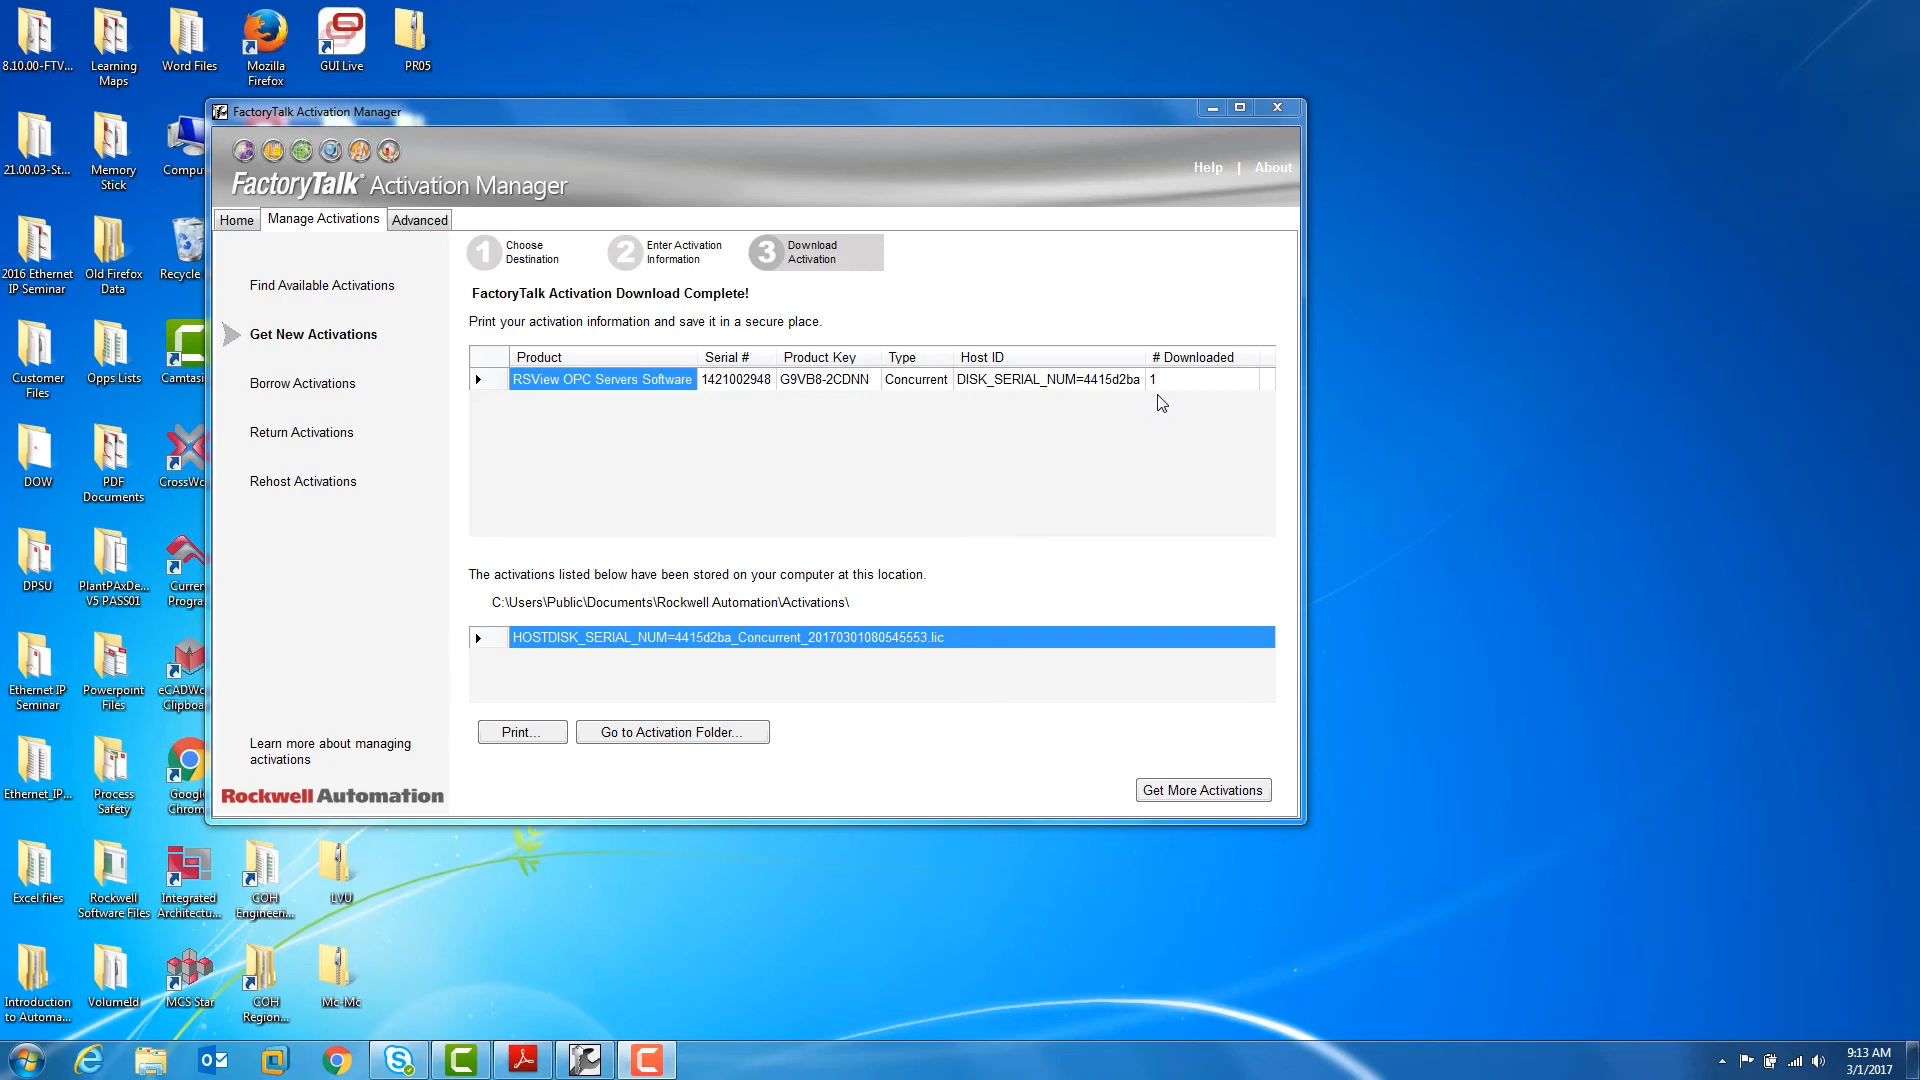 8.10.00-FTV...
Learning
Maps
Word Files
Mozilla
Firefox
GUI Live
PR05
21.00.03-St...
Memory
Stick
Compu
2016 Ethernet
IP Seminar
Old Firefox
Data
Recycle
Customer
Files
Opps Lists
Camtasi
DOW
PDF
Documents
CrossWo
DPSU
PlantPAxDe...
V5 PASS01
Curren
Progra
Ethernet IP
Seminar
Powerpoint
Files
eCADWo
Clipboa
Ethernet_IP...
Process
Safety
Googl
Chrom
Excel files
Rockwell
Software Files
Integrated
Architectu...
COH
Engineeri...
LVU
Introduction
to Automa...
VolumeId
MCS Star
COH
Region...
Mc-Mc
FactoryTalk Activation Manager
FactoryTalk Activation Manager
Help | About
Home
Manage Activations
Advanced
Find Available Activations
Get New Activations
Borrow Activations
Return Activations
Rehost Activations
Learn more about managing
activations
Rockwell Automation
1 Choose
Destination
2 Enter Activation
Information
3 Download
Activation
FactoryTalk Activation Download Complete!
Print your activation information and save it in a secure place.
Product Serial # Product Key Type Host ID # Downloaded
RSView OPC Servers Software 1421002948 G9VB8-2CDNN Concurrent DISK_SERIAL_NUM=4415d2ba 1
The activations listed below have been stored on your computer at this location.
C:\Users\Public\Documents\Rockwell Automation\Activations\
HOSTDISK_SERIAL_NUM=4415d2ba_Concurrent_20170301080545553.lic
Print...
Go to Activation Folder...
Get More Activations
9:13 AM
3/1/2017